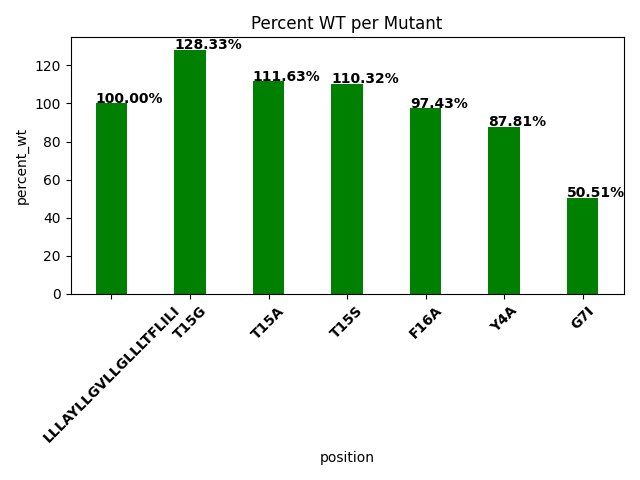 Percent WT per Mutant
percent_wt
120
100
80
60
40
20
0
100.00%
128.33%
111.63%
110.32%
97.43%
87.81%
50.51%
LLLAYLLGVLLGLLLTFLILI
T15G
T15A
T15S
F16A
Y4A
G7I
position